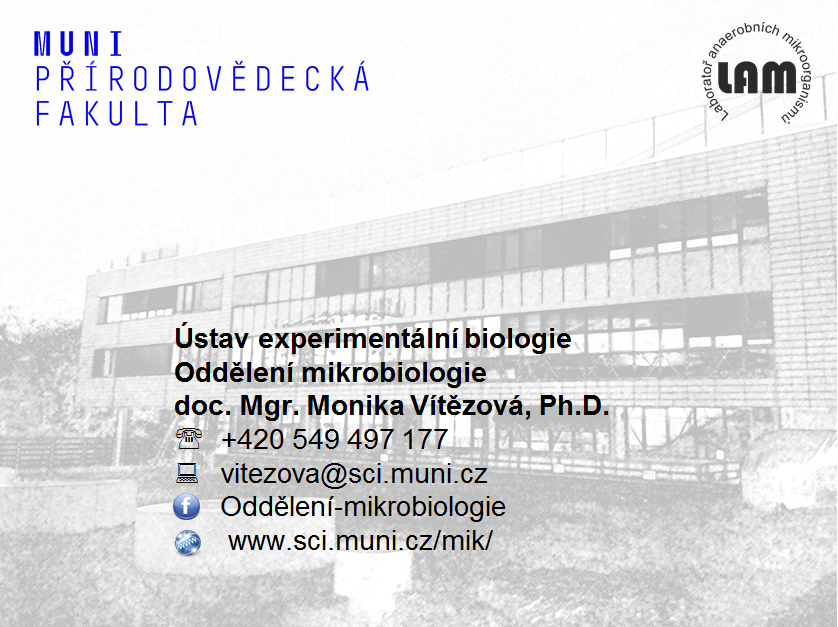 MUNI
PŘÍRODOVĚDECKÁ
FAKULTA
Laboratoř anaerobních mikroorganismů
LAM
Ústav experimentální biologie
Oddělení mikrobiologie
doc. Mgr. Monika Vítězová, Ph.D.
+420 549 497 177
vitezova@sci.muni.cz
f Oddělení-mikrobiologie
www.sci.muni.cz/mik/